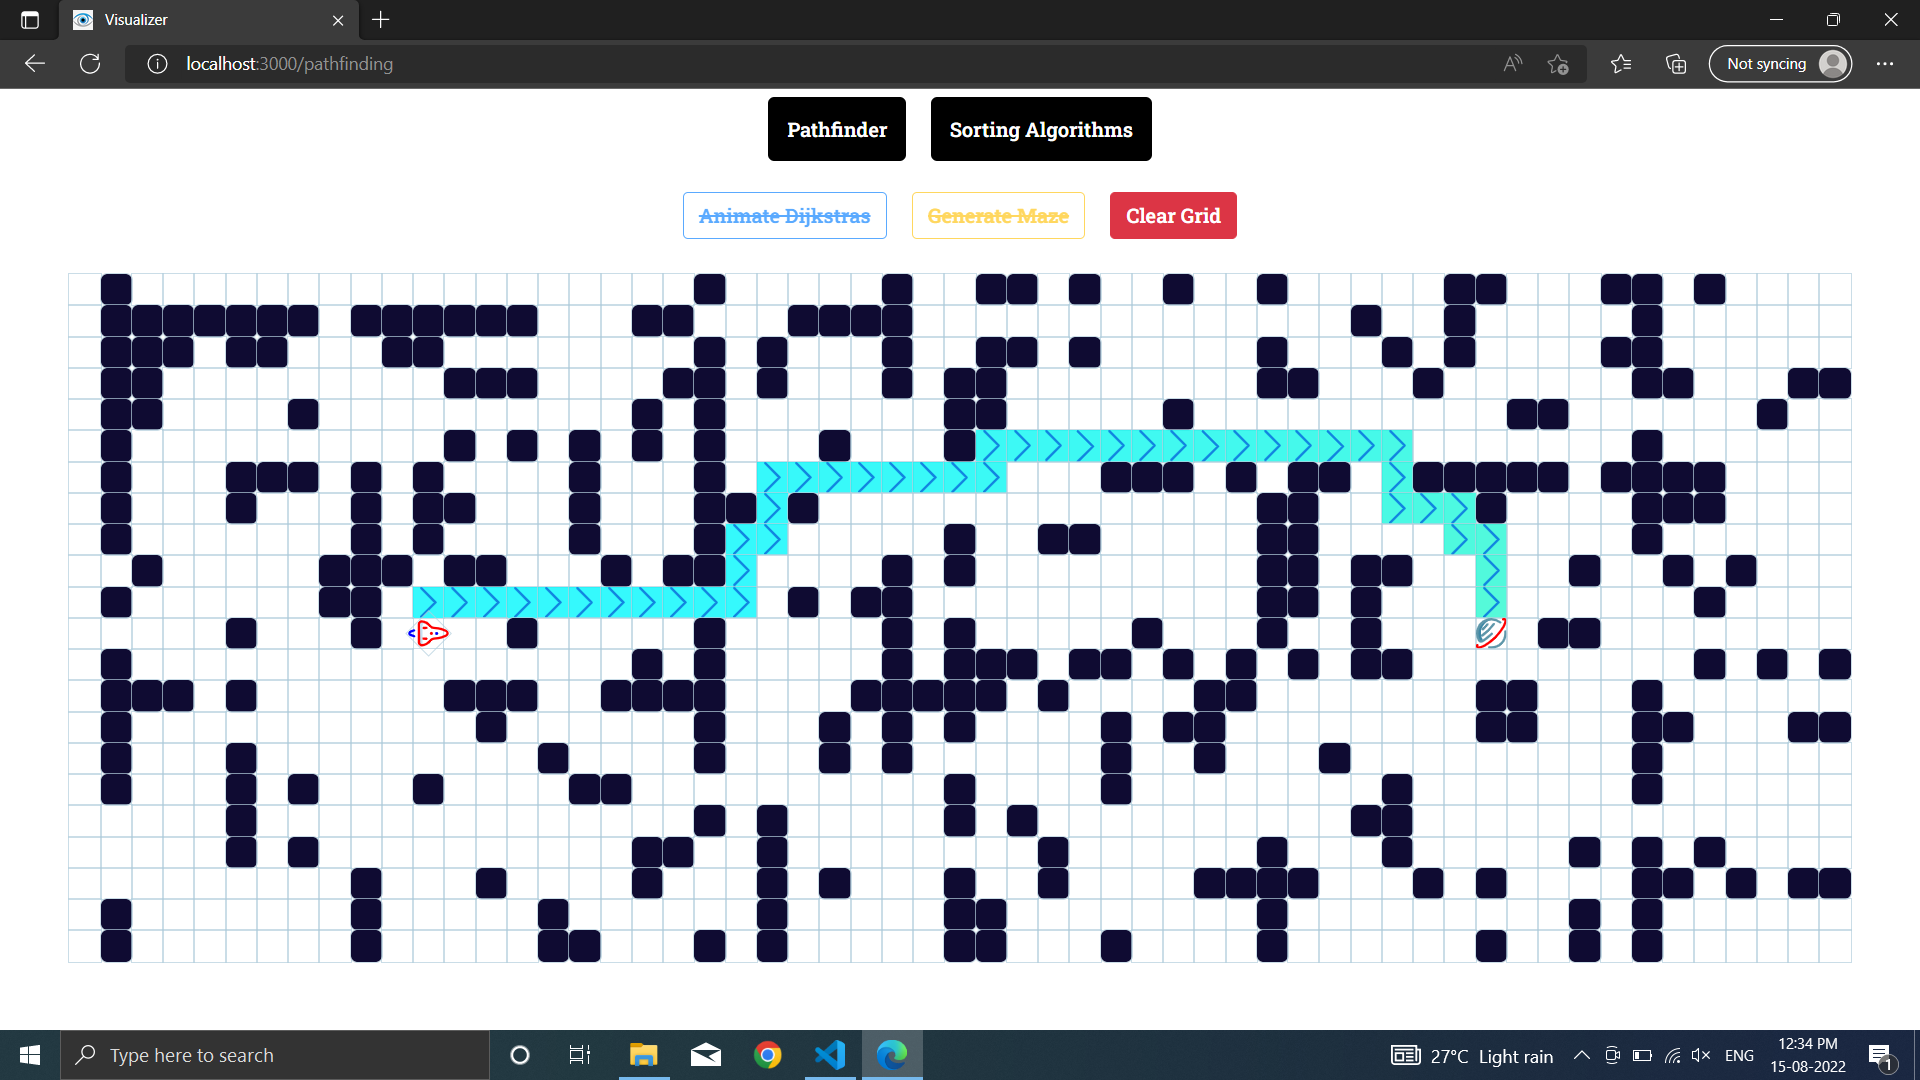 Visualizer
localhost:3000/pathfinding
Not syncing
Pathfinder
Sorting Algorithms
Animate Dijkstras
Generate Maze
Clear Grid
Type here to search
27°C Light rain
ENG
12:34 PM
15-08-2022
1